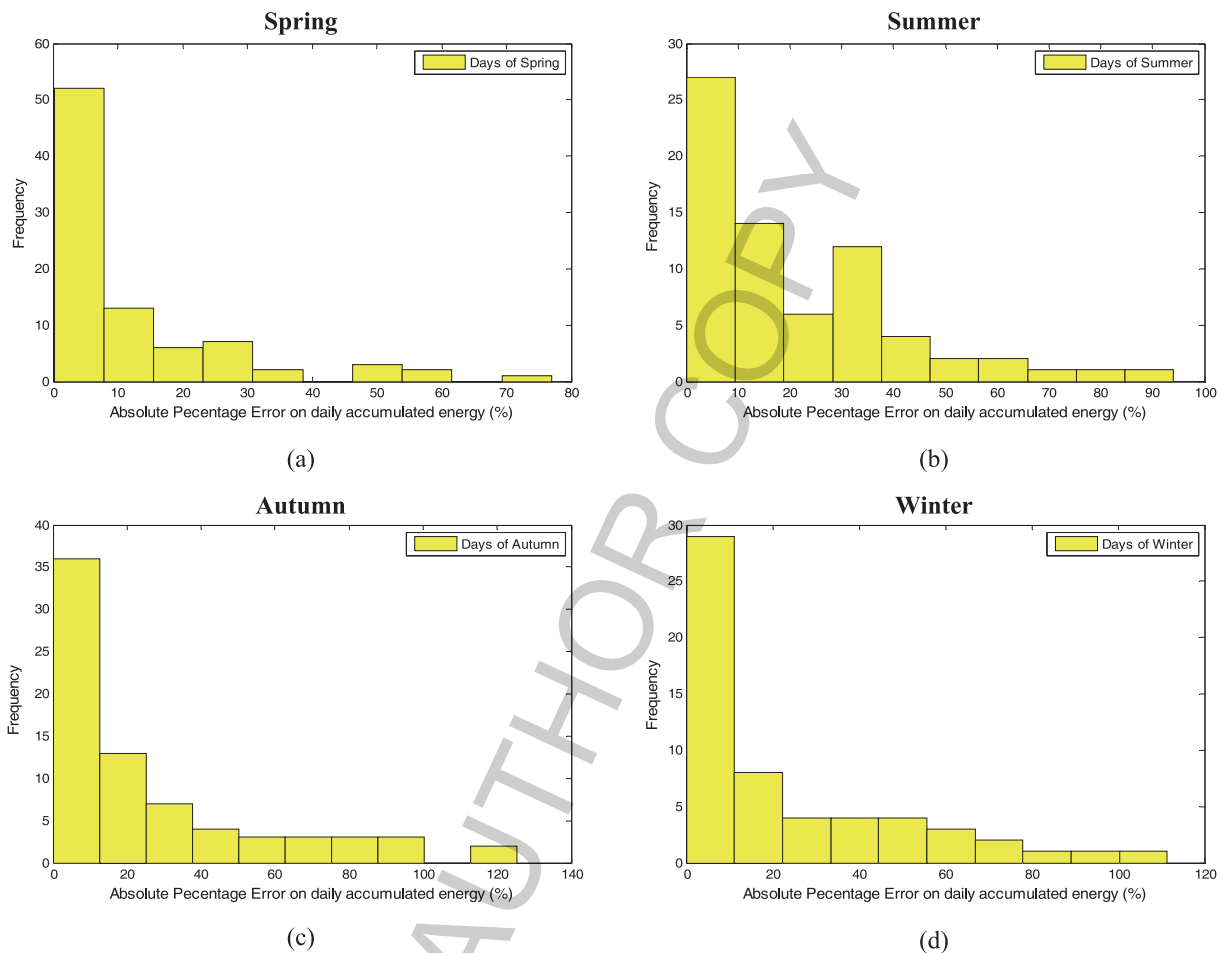 Spring
60
50
40
30
20
10
0
Frequency
Days of Spring
0 10 20 30 40 50 60 70 80
Absolute Pecentage Error on daily accumulated energy (%)
(a)
Summer
30
25
20
15
10
5
0
Frequency
Days of Summer
0 10 20 30 40 50 60 70 80 90 100
Absolute Pecentage Error on daily accumulated energy (%)
(b)
Autumn
40
35
30
25
20
15
10
5
0
Frequency
Days of Autumn
0 20 40 60 80 100 120 140
Absolute Pecentage Error on daily accumulated energy (%)
(c)
Winter
30
25
20
15
10
5
0
Frequency
Days of Winter
0 20 40 60 80 100 120
Absolute Pecentage Error on daily accumulated energy (%)
(d)
AUTHOR COPY